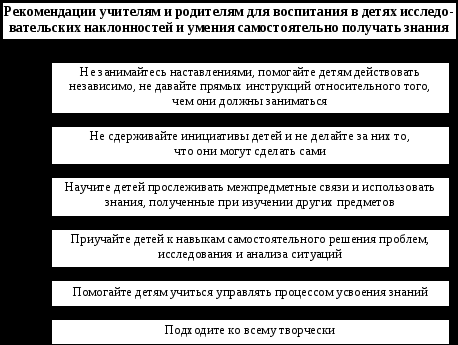 Рекомендации учителям и родителям для воспитания в детях исследо-
вательских наклонностей и умения самостоятельно получать знания
Не занимайтесь наставлениями, помогайте детям действовать
независимо, не давайте прямых инструкций относительного того,
чем они должны заниматься
Не сдерживайте инициативы детей и не делайте за них то,
что они могут сделать сами
Научите детей прослеживать межпредметные связи и использовать
знания, полученные при изучении других предметов
Приучайте детей к навыкам самостоятельного решения проблем,
исследования и анализа ситуаций
Помогайте детям учиться управлять процессом усвоения знаний
Подходите ко всему творчески